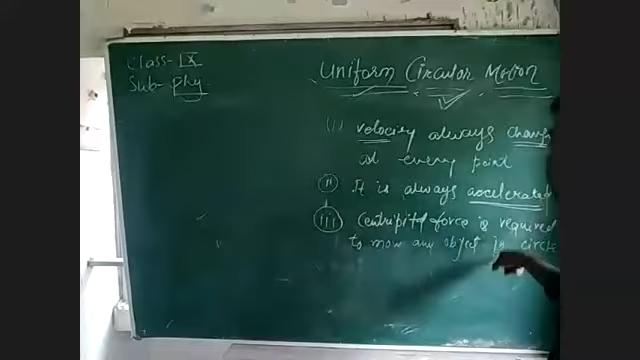 Class- IX
Sub- Phy
Uniform Circular Motion
(i) velocity always change
at every point
(ii) It is always accelerated
(iii) Centripital force is required
to move any object in circle